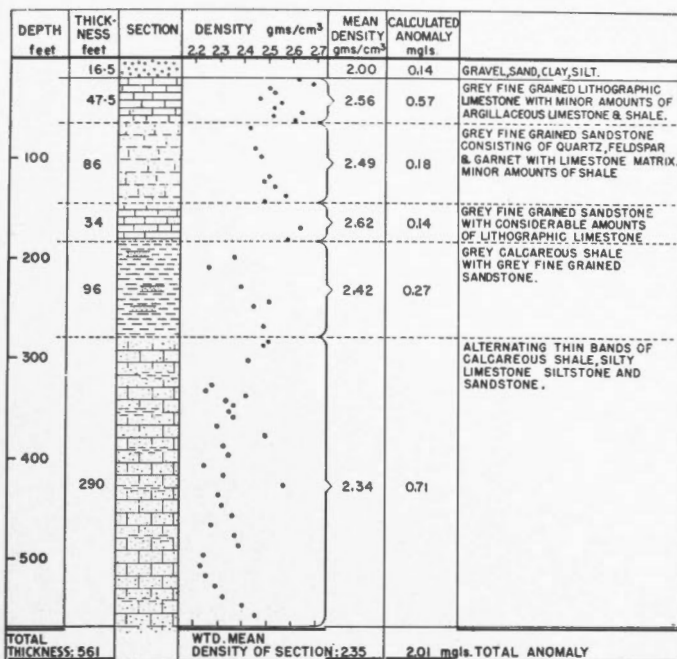 DEPTH feet
THICK- NESS feet
SECTION
DENSITY gms/cm³
2.2 2.3 2.4 2.5 2.6 2.7
MEAN DENSITY gms/cm³
CALCULATED ANOMALY mgls.
16·5
2.00
0.14
GRAVEL,SAND,CLAY,SILT.
47·5
2.56
0.57
GREY FINE GRAINED LITHOGRAPHIC
LIMESTONE WITH MINOR AMOUNTS OF
ARGILLACEOUS LIMESTONE & SHALE.
100
86
2.49
0.18
GREY FINE GRAINED SANDSTONE
CONSISTING OF QUARTZ,FELDSPAR
& GARNET WITH LIMESTONE MATRIX.
MINOR AMOUNTS OF SHALE
34
2.62
0.14
GREY FINE GRAINED SANDSTONE
WITH CONSIDERABLE AMOUNTS
OF LITHOGRAPHIC LIMESTONE
200
96
2.42
0.27
GREY CALCAREOUS SHALE
WITH GREY FINE GRAINED
SANDSTONE.
300
400
500
290
2.34
0.71
ALTERNATING THIN BANDS OF
CALCAREOUS SHALE,SILTY
LIMESTONE SILTSTONE AND
SANDSTONE.
TOTAL
THICKNESS: 561
WTD. MEAN
DENSITY OF SECTION:2.35
2.01 mgls. TOTAL ANOMALY